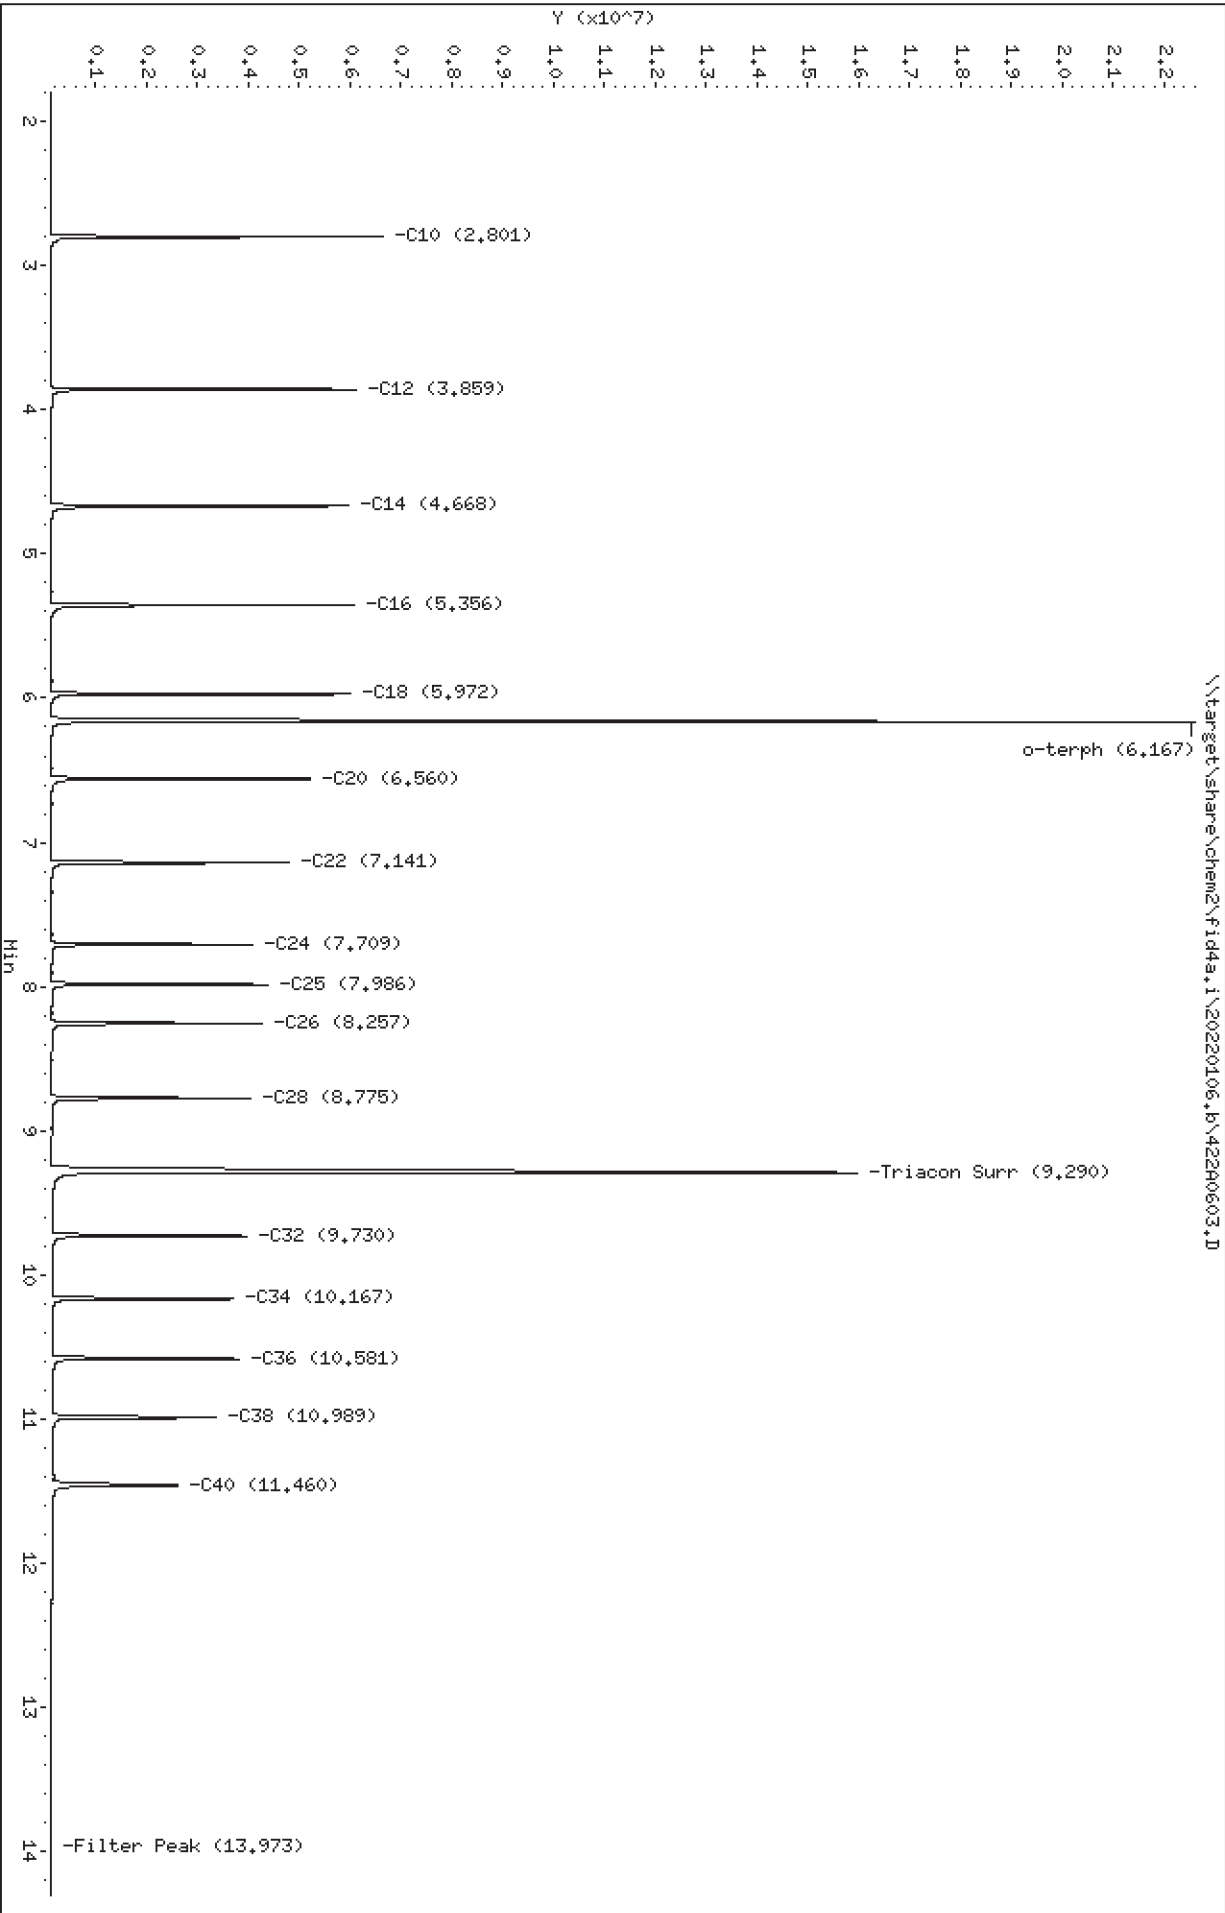 \\target\share\chem2\fid4a.i\20220106.b\422A0603.D
Y (x10^7)
0.1
0.2
0.3
0.4
0.5
0.6
0.7
0.8
0.9
1.0
1.1
1.2
1.3
1.4
1.5
1.6
1.7
1.8
1.9
2.0
2.1
2.2
-C10 (2.801)
-C12 (3.859)
-C14 (4.668)
-C16 (5.356)
-C18 (5.972)
o-terph (6.167)
-C20 (6.560)
-C22 (7.141)
-C24 (7.709)
-C25 (7.986)
-C26 (8.257)
-C28 (8.775)
-Triacon Surr (9.290)
-C32 (9.730)
-C34 (10.167)
-C36 (10.581)
-C38 (10.989)
-C40 (11.460)
-Filter Peak (13.973)
2
3
4
5
6
7
8
9
10
11
12
13
14
Min